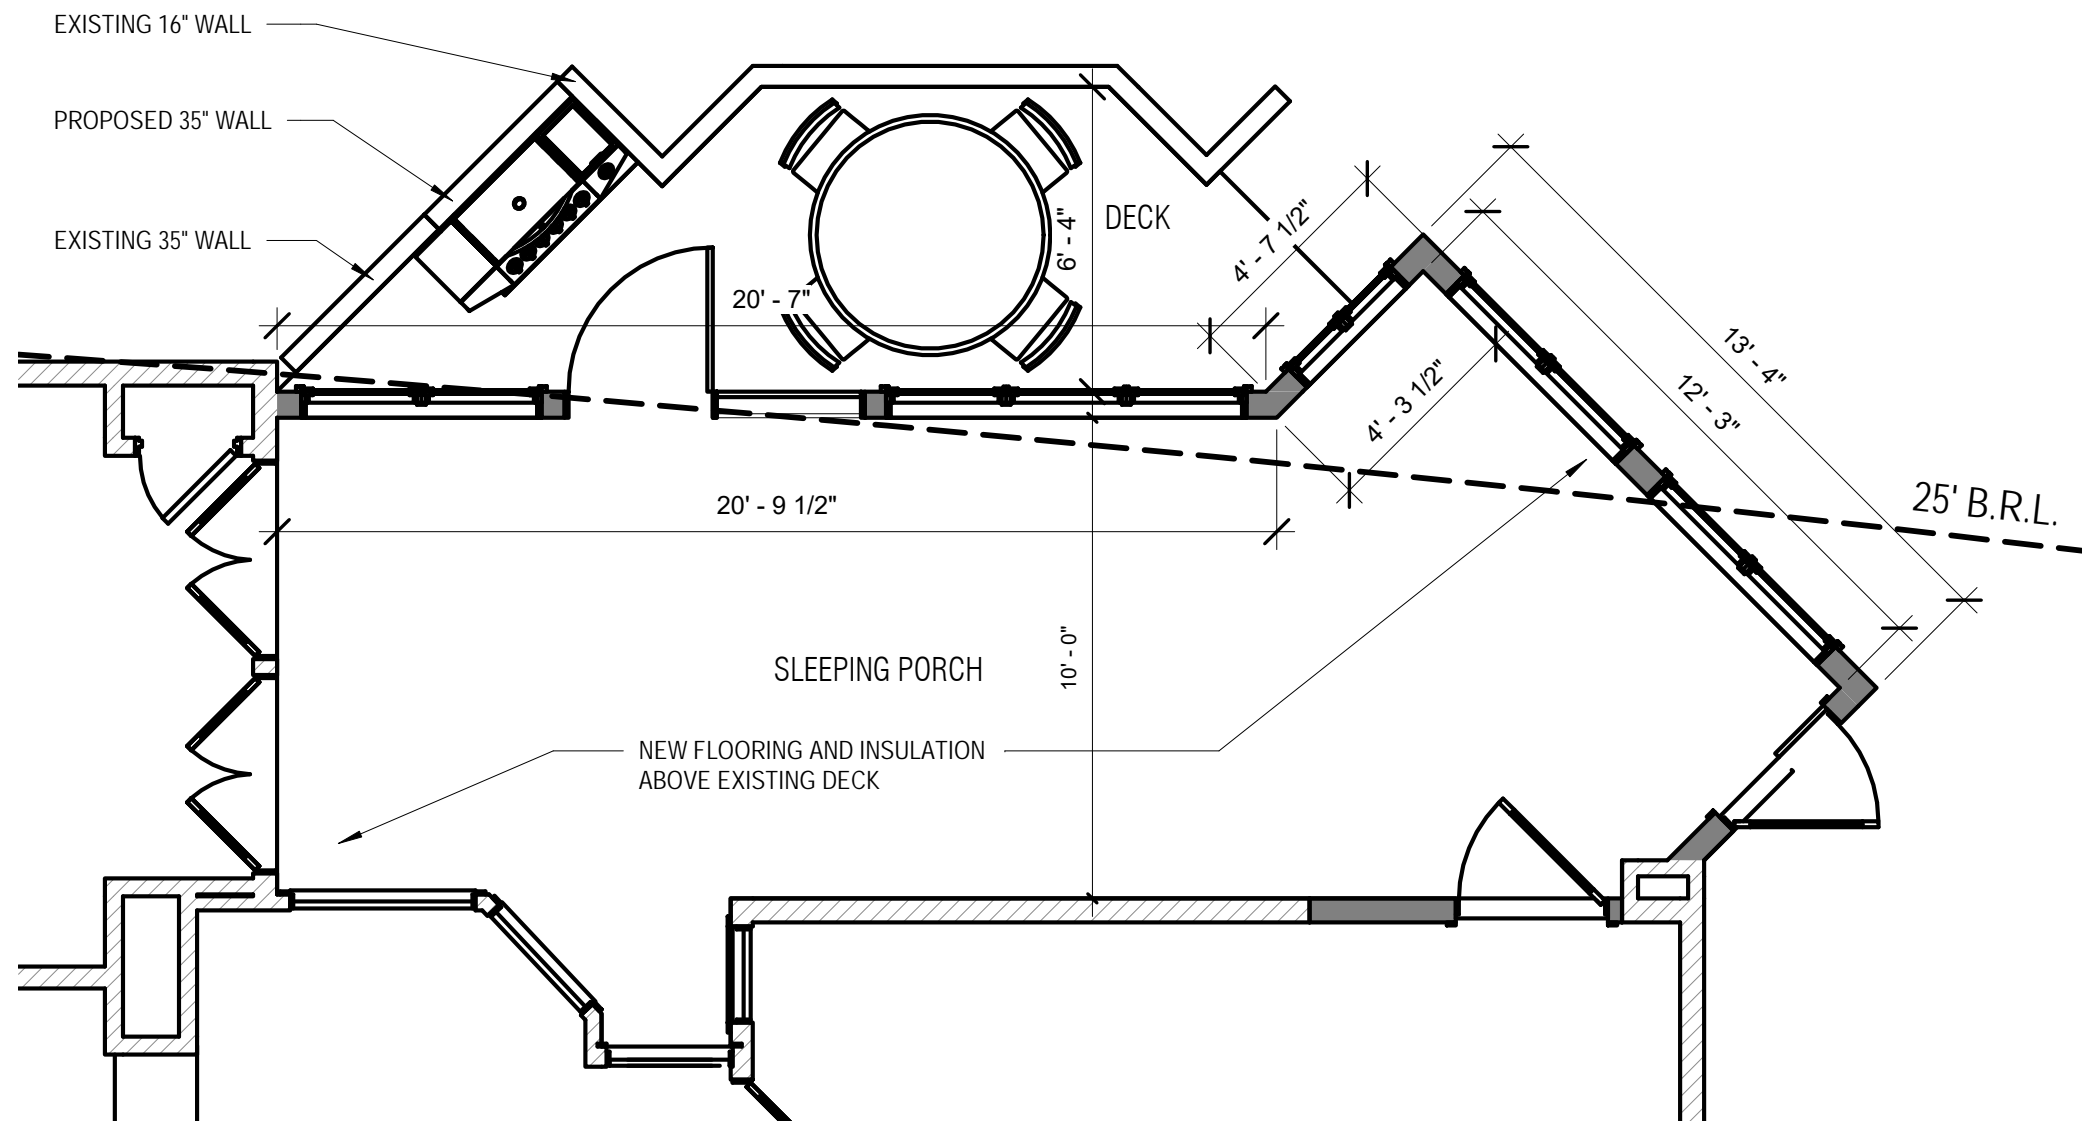 EXISTING 16" WALL
PROPOSED 35" WALL
EXISTING 35" WALL
DECK
6' - 4"
20' - 7"
4' - 7 1/2"
13' - 4"
12' - 3"
4' - 3 1/2"
25' B.R.L.
20' - 9 1/2"
10' - 0"
SLEEPING PORCH
NEW FLOORING AND INSULATION
ABOVE EXISTING DECK